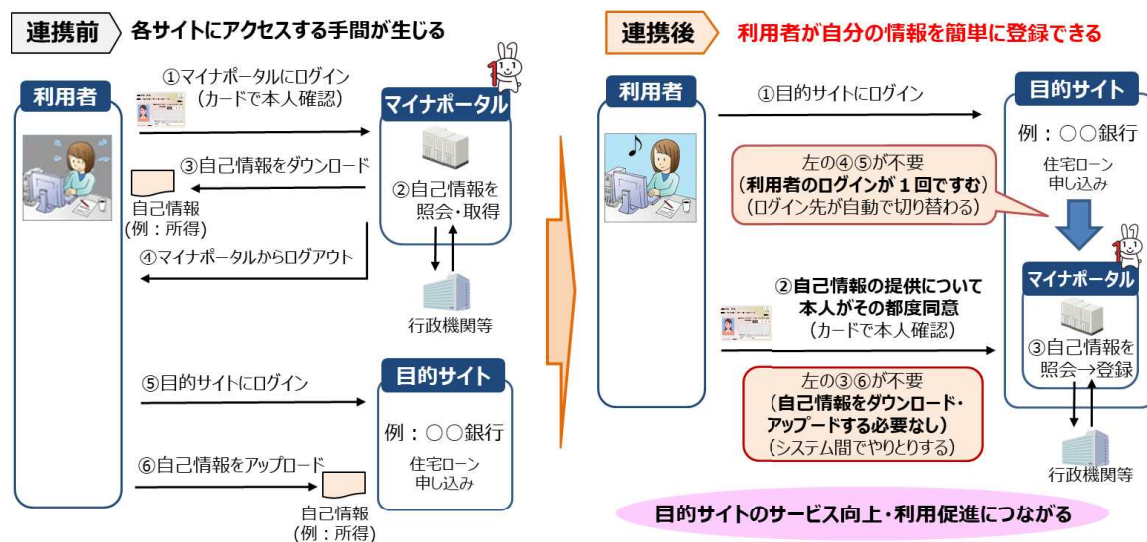 連携前
各サイトにアクセスする手間が生じる
利用者
①マイナポータルにログイン
(カードで本人確認)
マイナポータル
③自己情報をダウンロード
自己情報
(例：所得)
②自己情報を
照会・取得
④マイナポータルからログアウト
行政機関等
⑤目的サイトにログイン
目的サイト
例：○○銀行
住宅ローン
申し込み
⑥自己情報をアップロード
自己情報
(例：所得)
連携後
利用者が自分の情報を簡単に登録できる
利用者
①目的サイトにログイン
目的サイト
例：○○銀行
住宅ローン
申し込み
左の④⑤が不要
(利用者のログインが１回ですむ)
(ログイン先が自動で切り替わる)
マイナポータル
②自己情報の提供について
本人がその都度同意
(カードで本人確認)
③自己情報を
照会→登録
左の③⑥が不要
(自己情報をダウンロード・
アップードする必要なし)
(システム間でやりとりする)
行政機関等
目的サイトのサービス向上・利用促進につながる